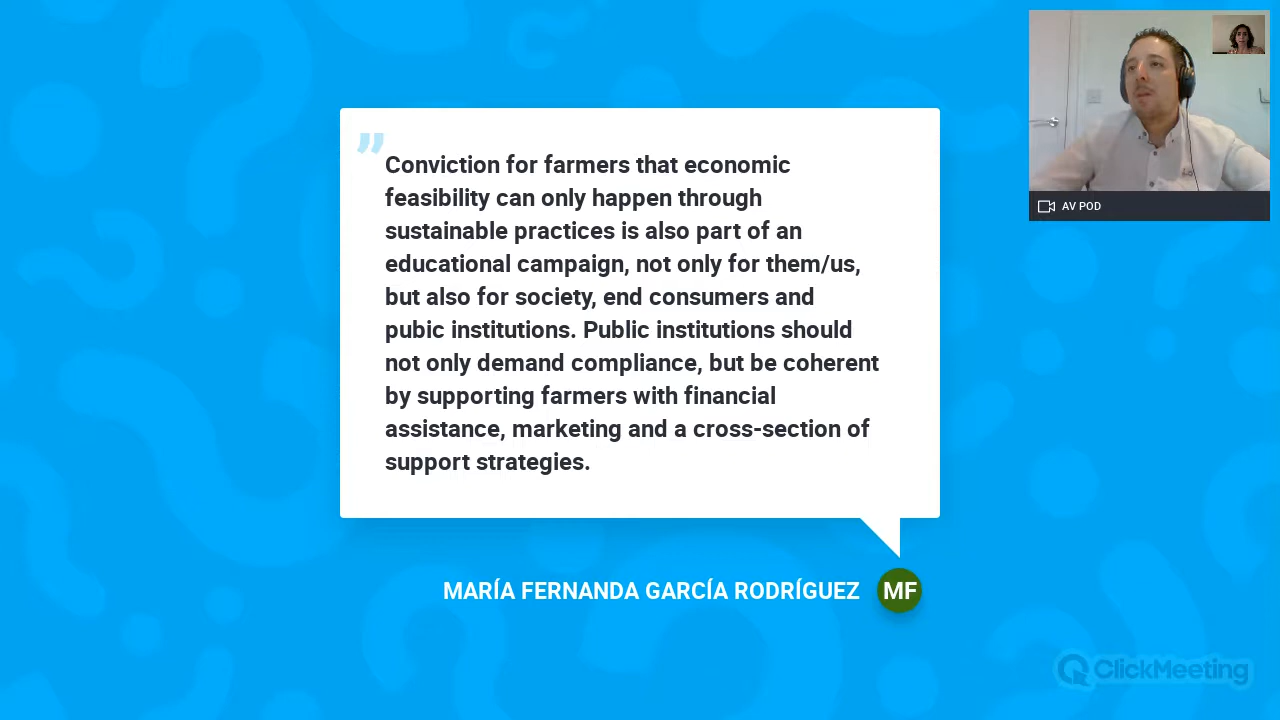 ”
Conviction for farmers that economic
feasibility can only happen through
sustainable practices is also part of an
educational campaign, not only for them/us,
but also for society, end consumers and
pubic institutions. Public institutions should
not only demand compliance, but be coherent
by supporting farmers with financial
assistance, marketing and a cross-section of
support strategies.
MARÍA FERNANDA GARCÍA RODRÍGUEZ MF
AV POD
ClickMeeting